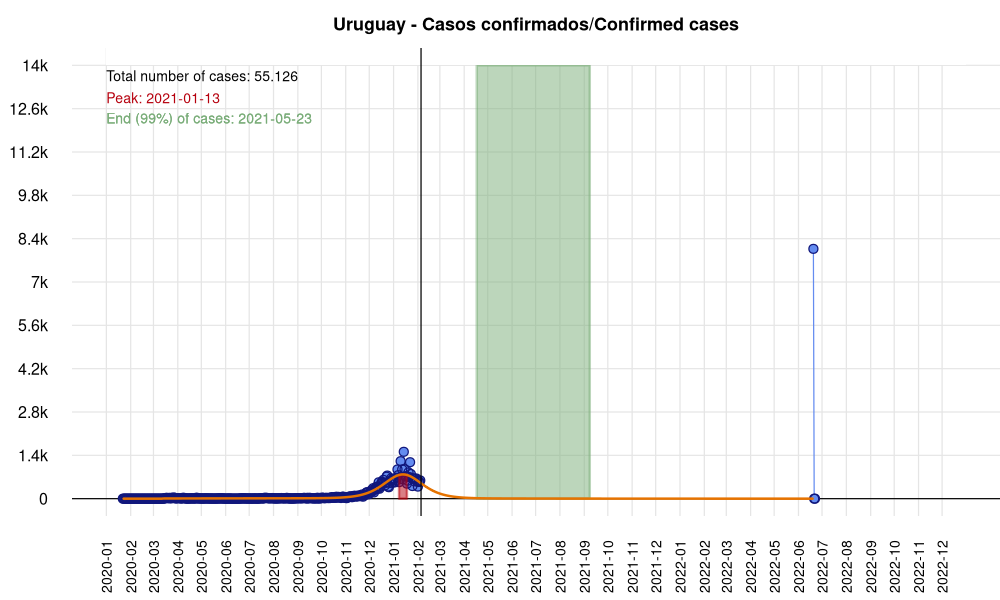 Uruguay - Casos confirmados/Confirmed cases
14k
12.6k
11.2k
9.8k
8.4k
7k
5.6k
4.2k
2.8k
1.4k
0
Total number of cases: 55.126
Peak: 2021-01-13
End (99%) of cases: 2021-05-23
2020-01
2020-02
2020-03
2020-04
2020-05
2020-06
2020-07
2020-08
2020-09
2020-10
2020-11
2020-12
2021-01
2021-02
2021-03
2021-04
2021-05
2021-06
2021-07
2021-08
2021-09
2021-10
2021-11
2021-12
2022-01
2022-02
2022-03
2022-04
2022-05
2022-06
2022-07
2022-08
2022-09
2022-10
2022-11
2022-12